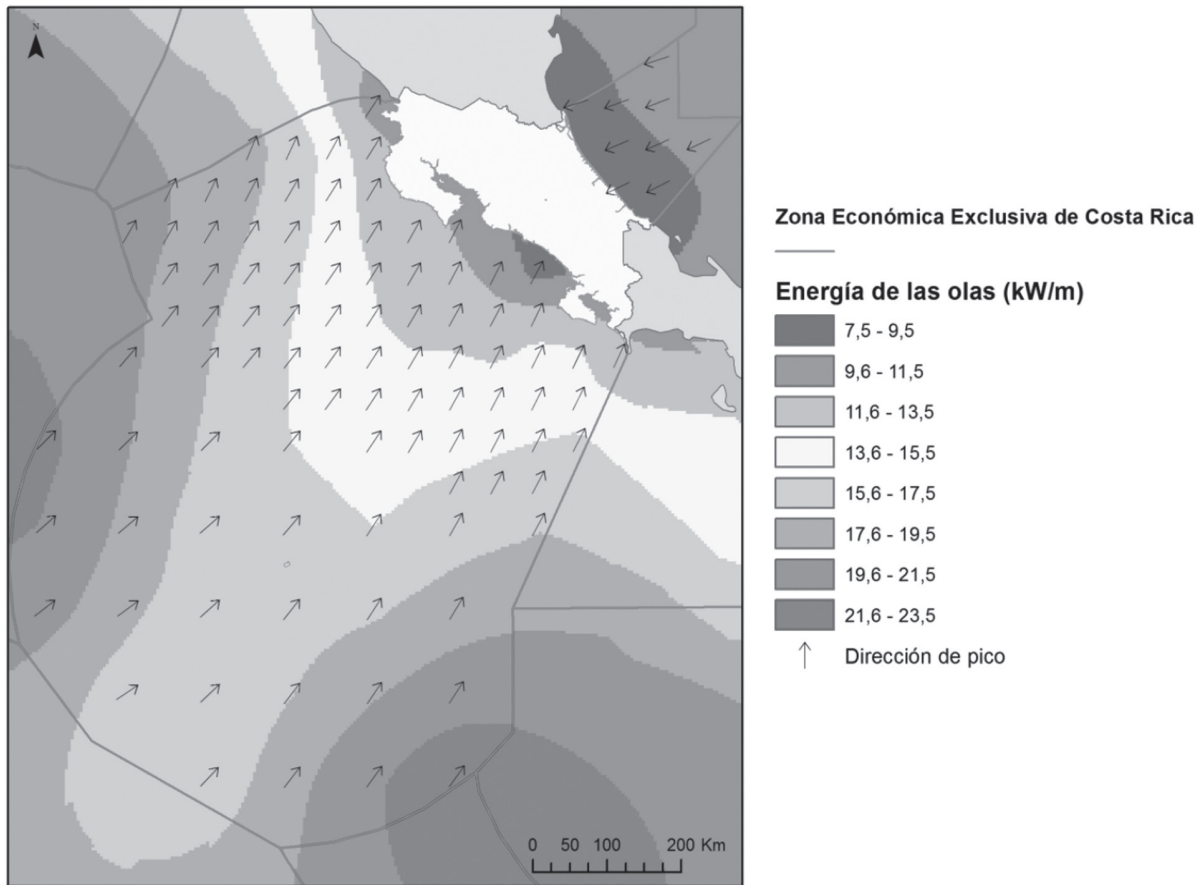 N
Zona Económica Exclusiva de Costa Rica
Energía de las olas (kW/m)
7,5 - 9,5
9,6 - 11,5
11,6 - 13,5
13,6 - 15,5
15,6 - 17,5
17,6 - 19,5
19,6 - 21,5
21,6 - 23,5
Dirección de pico
0 50 100 200 Km